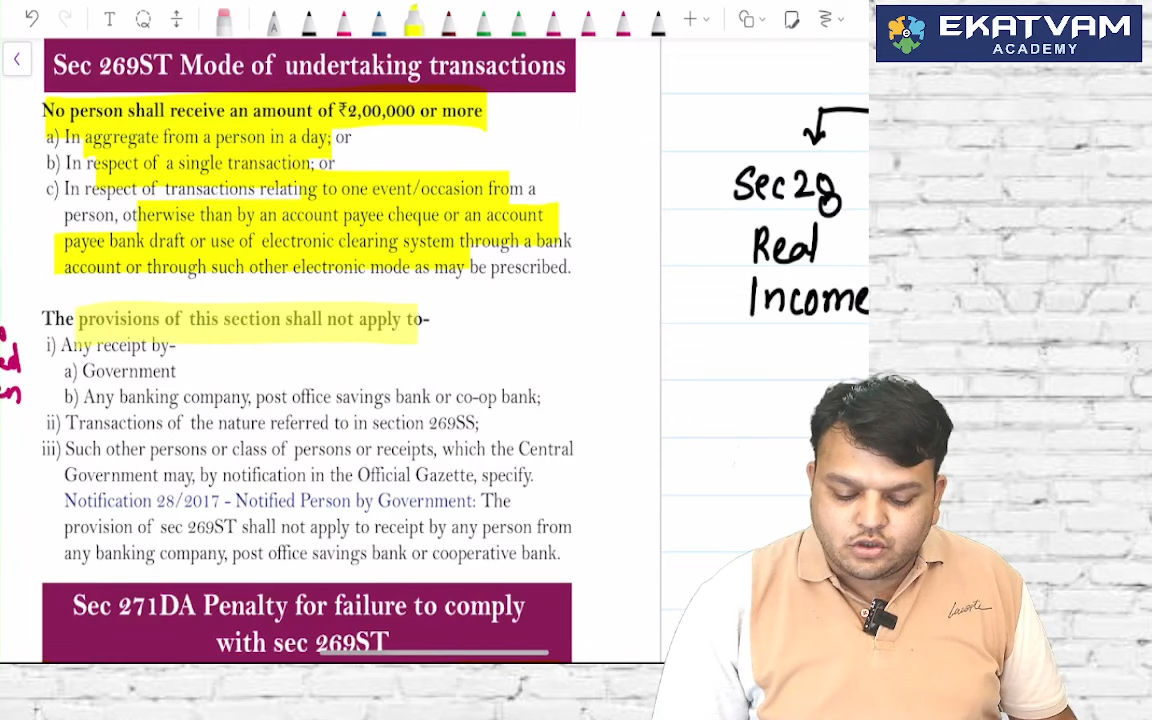 EKATVAM
ACADEMY
Sec 269ST Mode of undertaking transactions
No person shall receive an amount of ₹2,00,000 or more
a) In aggregate from a person in a day; or
b) In respect of a single transaction; or
c) In respect of transactions relating to one event/occasion from a
person, otherwise than by an account payee cheque or an account
payee bank draft or use of electronic clearing system through a bank
account or through such other electronic mode as may be prescribed.
The provisions of this section shall not apply to-
i) Any receipt by-
a) Government
b) Any banking company, post office savings bank or co-op bank;
ii) Transactions of the nature referred to in section 269SS;
iii) Such other persons or class of persons or receipts, which the Central
Government may, by notification in the Official Gazette, specify.
Notification 28/2017 - Notified Person by Government: The
provision of sec 269ST shall not apply to receipt by any person from
any banking company, post office savings bank or cooperative bank.
Sec 271DA Penalty for failure to comply
with sec 269ST
Sec 28
Real
Income
Lacoste